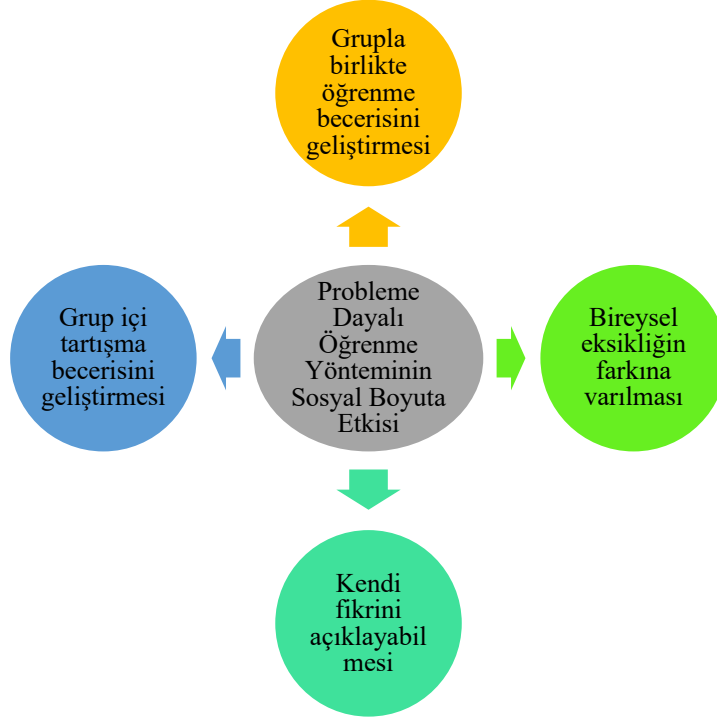 Grupla
birlikte
öğrenme
becerisini
geliştirmesi
Grup içi
tartışma
becerisini
geliştirmesi
Probleme
Dayalı
Öğrenme
Yönteminin
Sosyal Boyuta
Etkisi
Bireysel
eksikliğin
farkına
varılması
Kendi
fikrini
açıklayabil
mesi